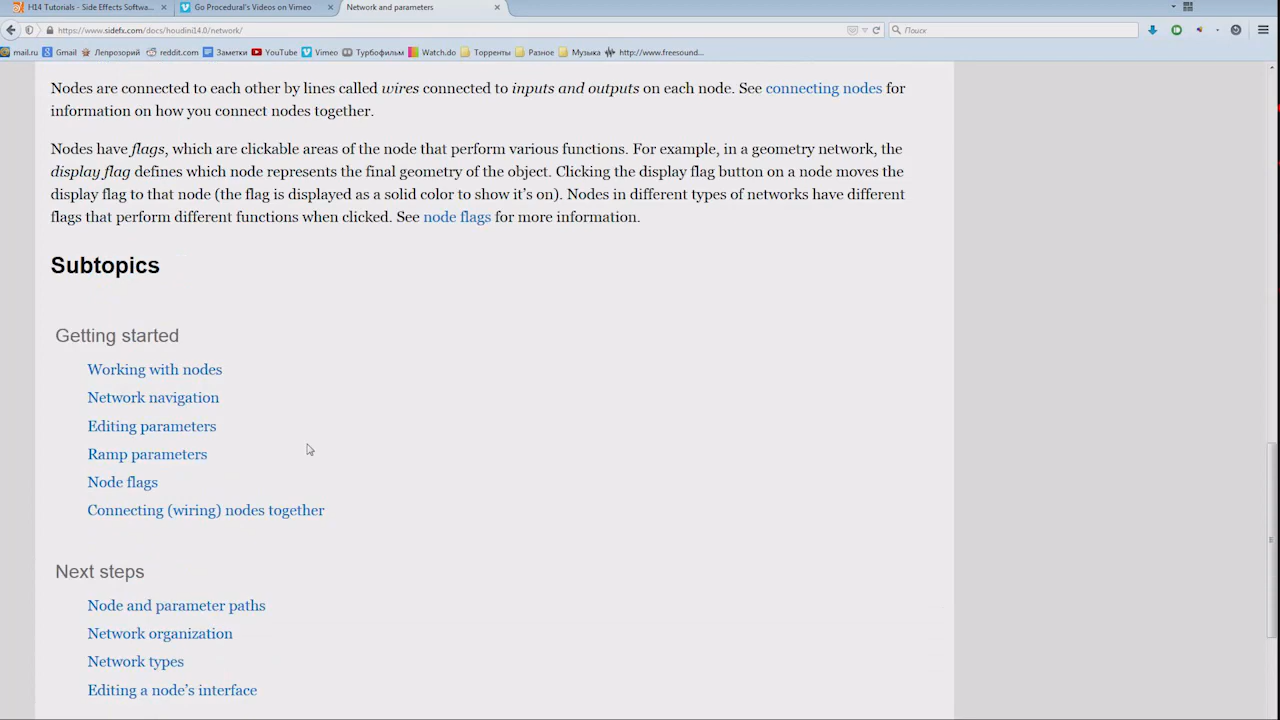 H14 Tutorials - Side Effects Softwa... × Go Procedural's Videos on Vimeo × Network and parameters ×
https://www.sidefx.com/docs/houdini14.0/network/ Поиск
mail.ru Gmail Лепрозорий reddit.com Заметки YouTube Vimeo Турбофильм Watch.do Торренты Разное Музыка http://www.freesound...
Nodes are connected to each other by lines called wires connected to inputs and outputs on each node. See connecting nodes for
information on how you connect nodes together.
Nodes have flags, which are clickable areas of the node that perform various functions. For example, in a geometry network, the
display flag defines which node represents the final geometry of the object. Clicking the display flag button on a node moves the
display flag to that node (the flag is displayed as a solid color to show it's on). Nodes in different types of networks have different
flags that perform different functions when clicked. See node flags for more information.
Subtopics
Getting started
Working with nodes
Network navigation
Editing parameters
Ramp parameters
Node flags
Connecting (wiring) nodes together
Next steps
Node and parameter paths
Network organization
Network types
Editing a node's interface